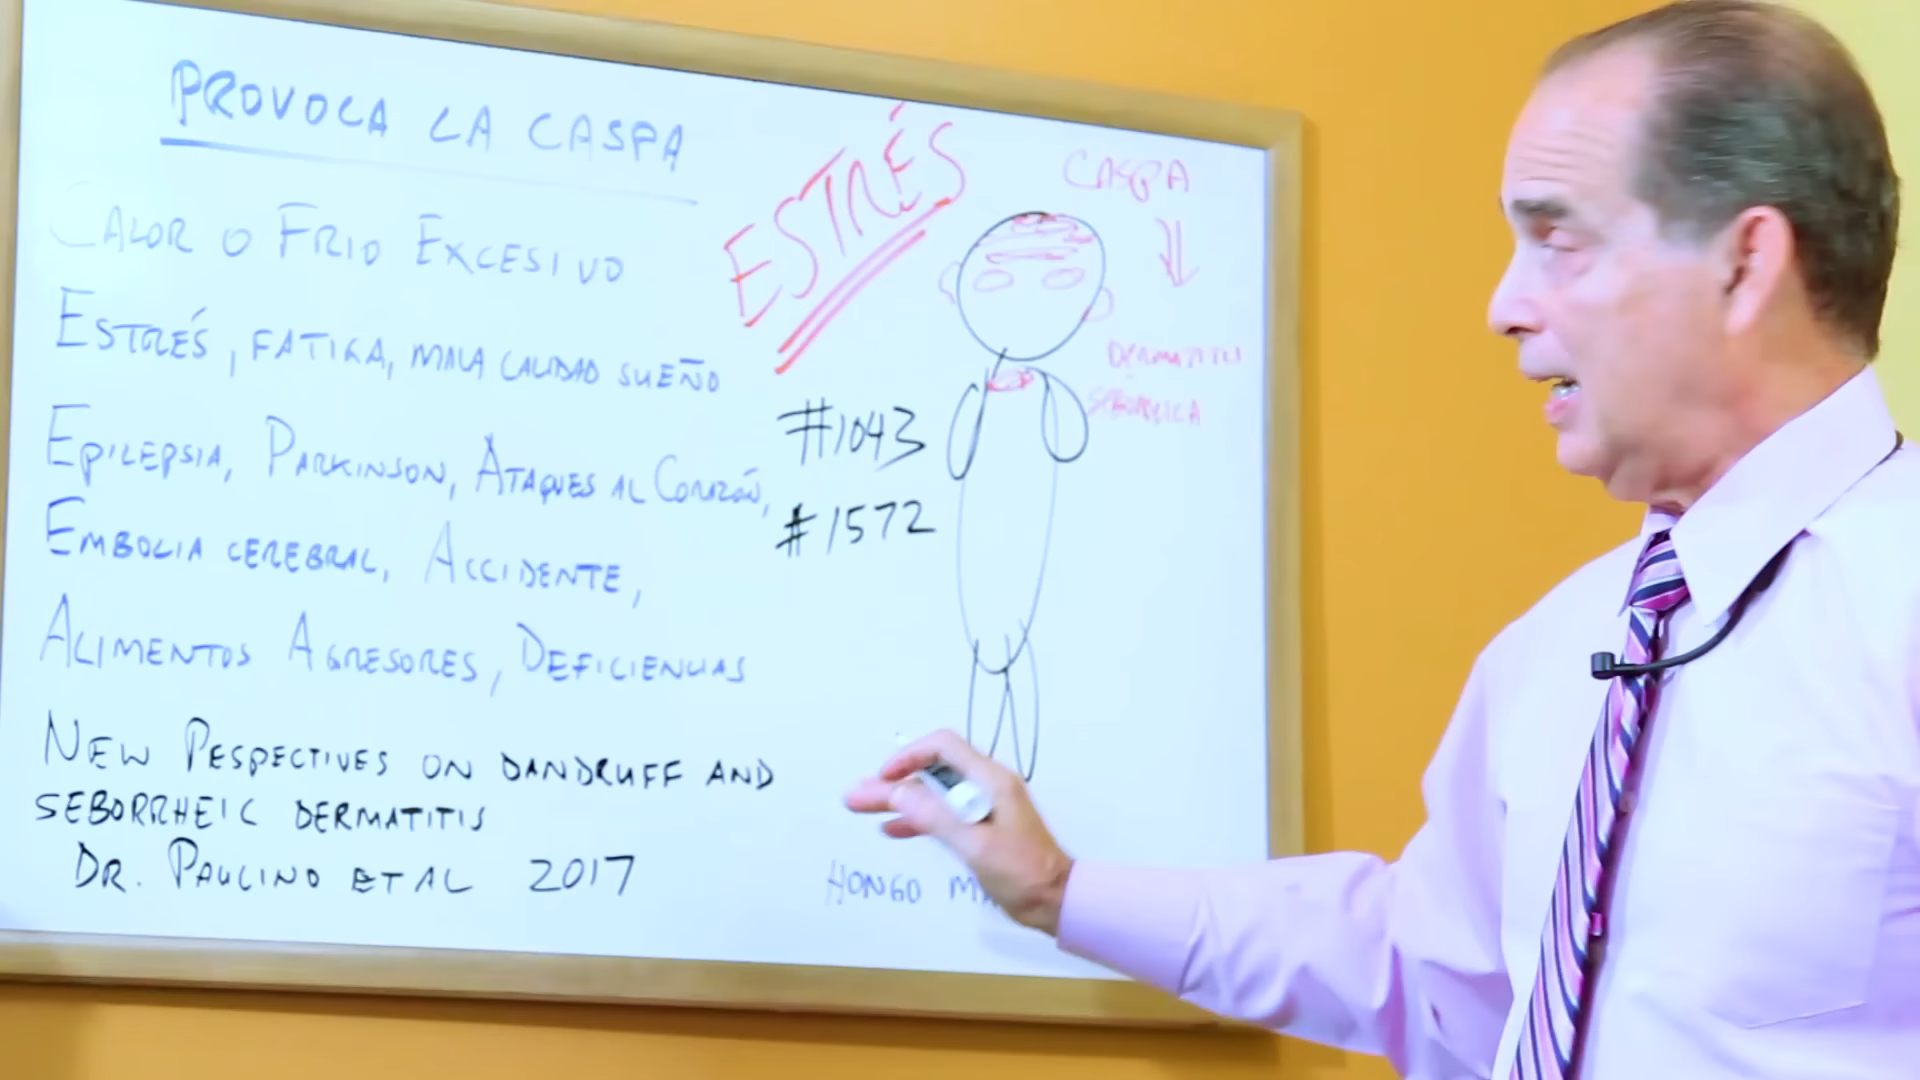 PROVOCA LA CASPA
CALOR O FRIO EXCESIVO
ESTRÉS, FATIGA, MALA CALIDAD SUEÑO
EPILEPSIA, PARKINSON, ATAQUES AL CORAZÓN,
EMBOLIA CEREBRAL, ACCIDENTE,
ALIMENTOS AGRESORES, DEFICIENCIAS
NEW PESPECTIVES ON DANDRUFF AND
SEBORRHEIC DERMATITIS
DR. PAULINO ET AL 2017
ESTRÉS
#1043
#1572
CASPA
DERMATITIS
SEBORREICA
HONGO